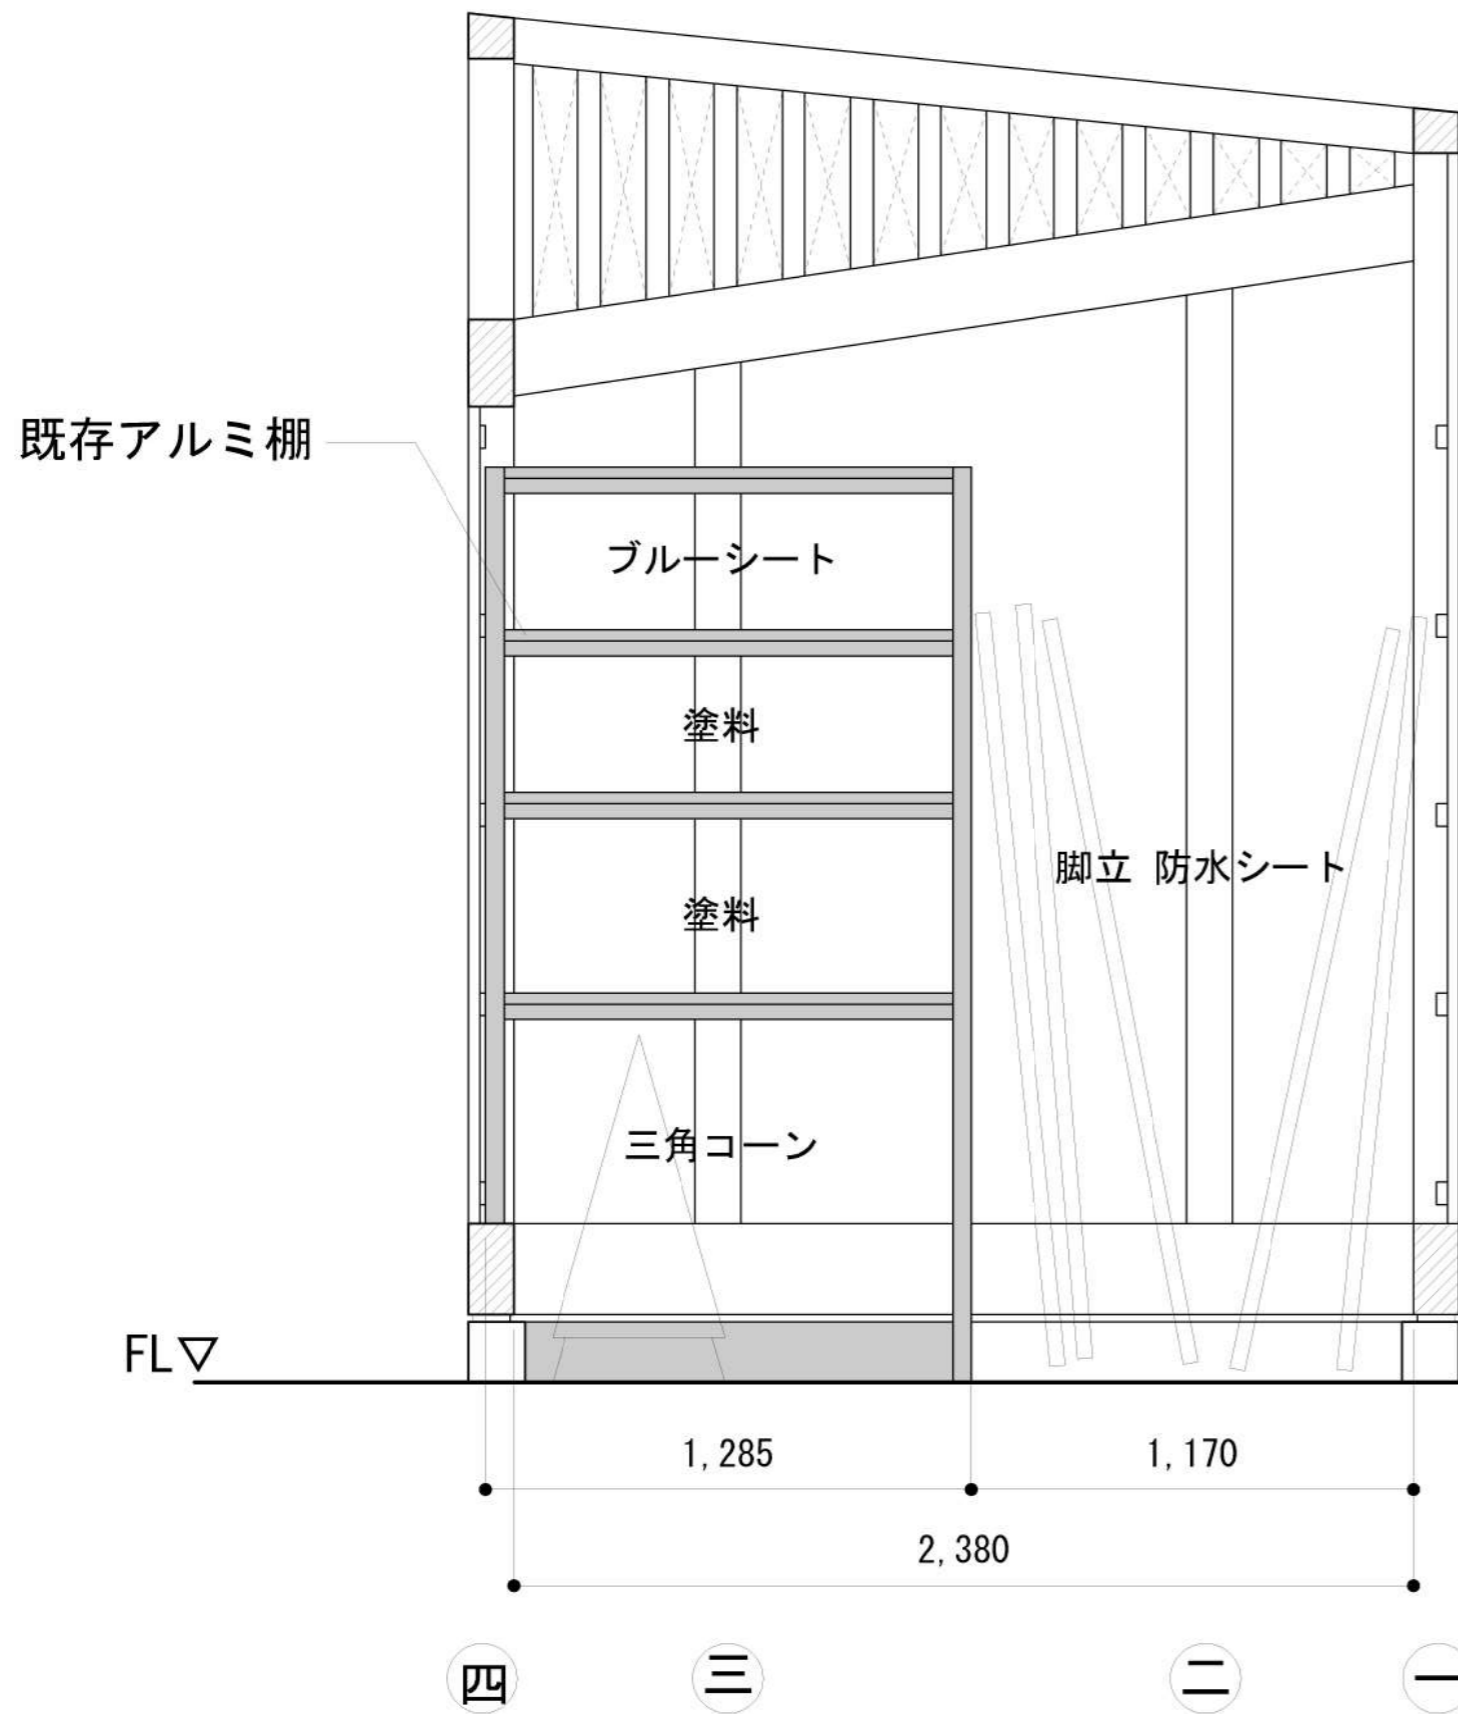 既存アルミ棚
ブルーシート
塗料
脚立 防水シート
塗料
三角コーン
FL▽
1,285
1,170
2,380
四
三
二
一